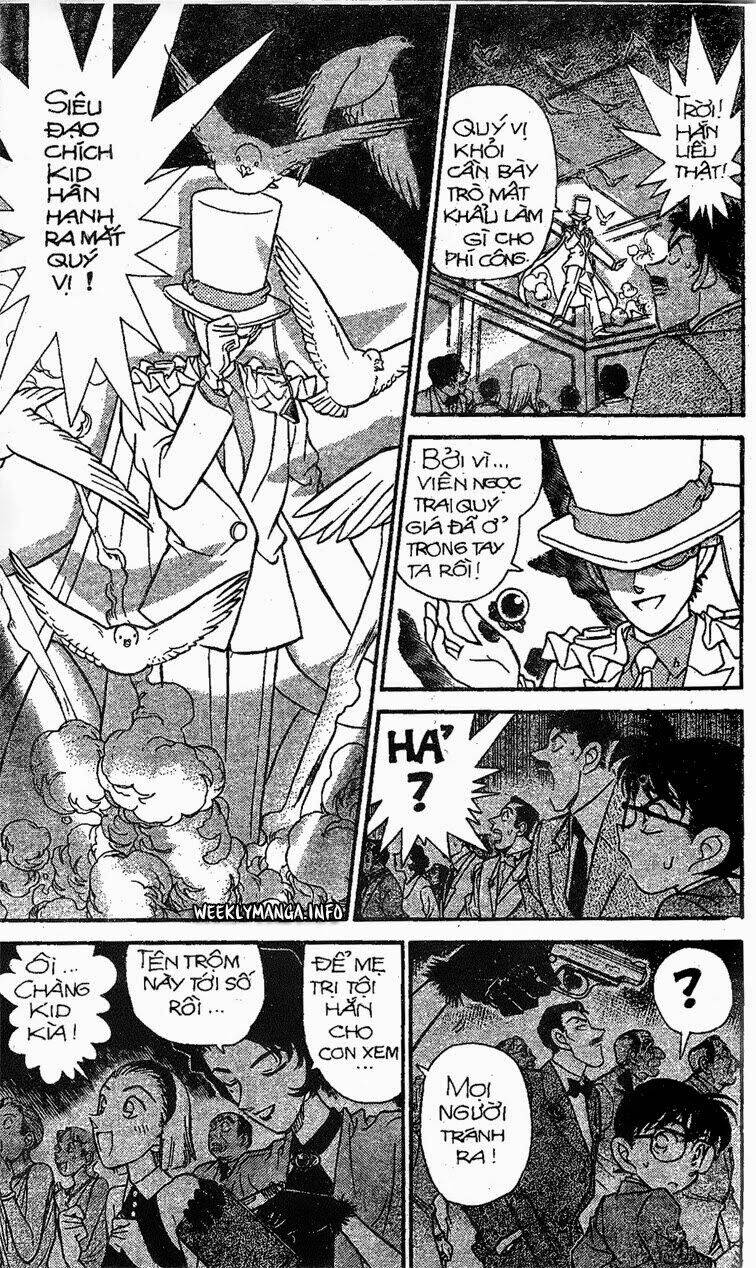 SIÊU
ĐẠO
CHÍCH
KID
HÂN
HẠNH
RA MẮT
QUÝ
VỊ !
QUÝ VỊ
KHỎI
CẦN BÀY
TRÒ MẬT
KHẨU LÀM
GÌ CHO
PHÍ CÔNG.
TRỜI!
HẮN
LIỀU
THẬT!
BỞI VÌ...
VIÊN NGỌC
TRAI QUÝ
GIÁ ĐÃ Ở
TRONG TAY
TA RỒI!
HẢ
?
WEEKLYMANGA.INFO
ÔI...
CHÀNG
KID
KÌA!
TÊN TRỘM
NÀY TỚI SỐ
RỒI...
ĐỂ MẸ
TRỊ TỘI
HẮN
CHO
CON XEM
...
MỌI
NGƯỜI
TRÁNH
RA!
?